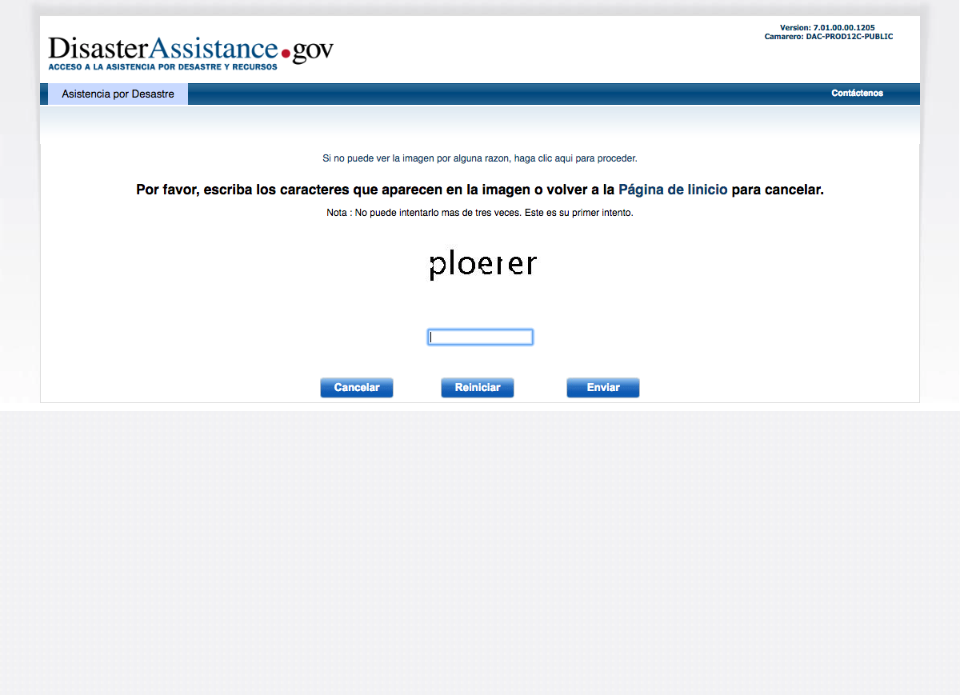 Version: 7.01.00.00.1205
Camarero: DAC-PROD12C-PUBLIC
DisasterAssistance.gov
ACCESO A LA ASISTENCIA POR DESASTRE Y RECURSOS
Asistencia por Desastre
Contáctenos
Si no puede ver la imagen por alguna razon, haga clic aqui para proceder.
Por favor, escriba los caracteres que aparecen en la imagen o volver a la Página de Iinicio para cancelar.
Nota : No puede intentarlo mas de tres veces. Este es su primer intento.
ploerer
Cancelar
Reiniciar
Enviar